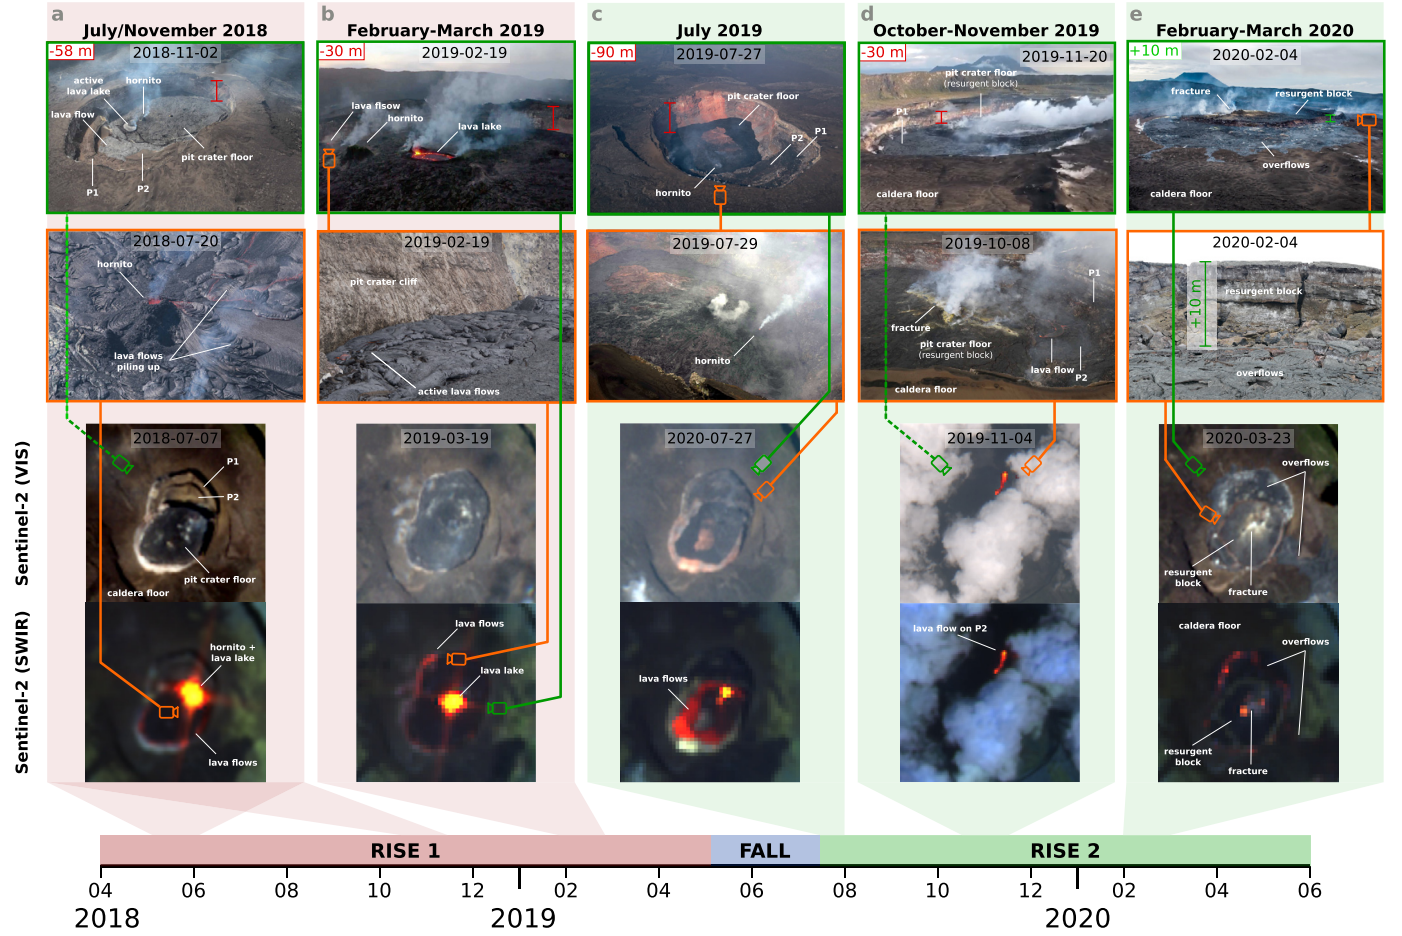 a
July/November 2018
-58 m
2018-11-02
active
lava lake
hornito
lava flow
pit crater floor
P1
P2
2018-07-20
hornito
lava flows
piling up
2018-07-07
P1
P2
pit crater floor
caldera floor
hornito +
lava lake
lava flows
b
February-March 2019
-30 m
2019-02-19
lava flsow
hornito
lava lake
2019-02-19
pit crater cliff
active lava flows
2019-03-19
lava flows
lava lake
c
July 2019
-90 m
2019-07-27
pit crater floor
P2
P1
hornito
2019-07-29
hornito
2020-07-27
lava flows
d
October-November 2019
-30 m
2019-11-20
pit crater floor
(resurgent block)
P1
caldera floor
2019-10-08
P1
fracture
pit crater floor
(resurgent block)
lava flow
P2
caldera floor
2019-11-04
lava flow on P2
e
February-March 2020
+10 m
2020-02-04
fracture
resurgent block
overflows
caldera floor
2020-02-04
resurgent block
+10 m
overflows
2020-03-23
overflows
resurgent
block
fracture
caldera floor
overflows
resurgent
block
fracture
Sentinel-2 (VIS)
Sentinel-2 (SWIR)
RISE 1
FALL
RISE 2
04
06
08
10
12
02
04
06
08
10
12
02
04
06
2018
2019
2020